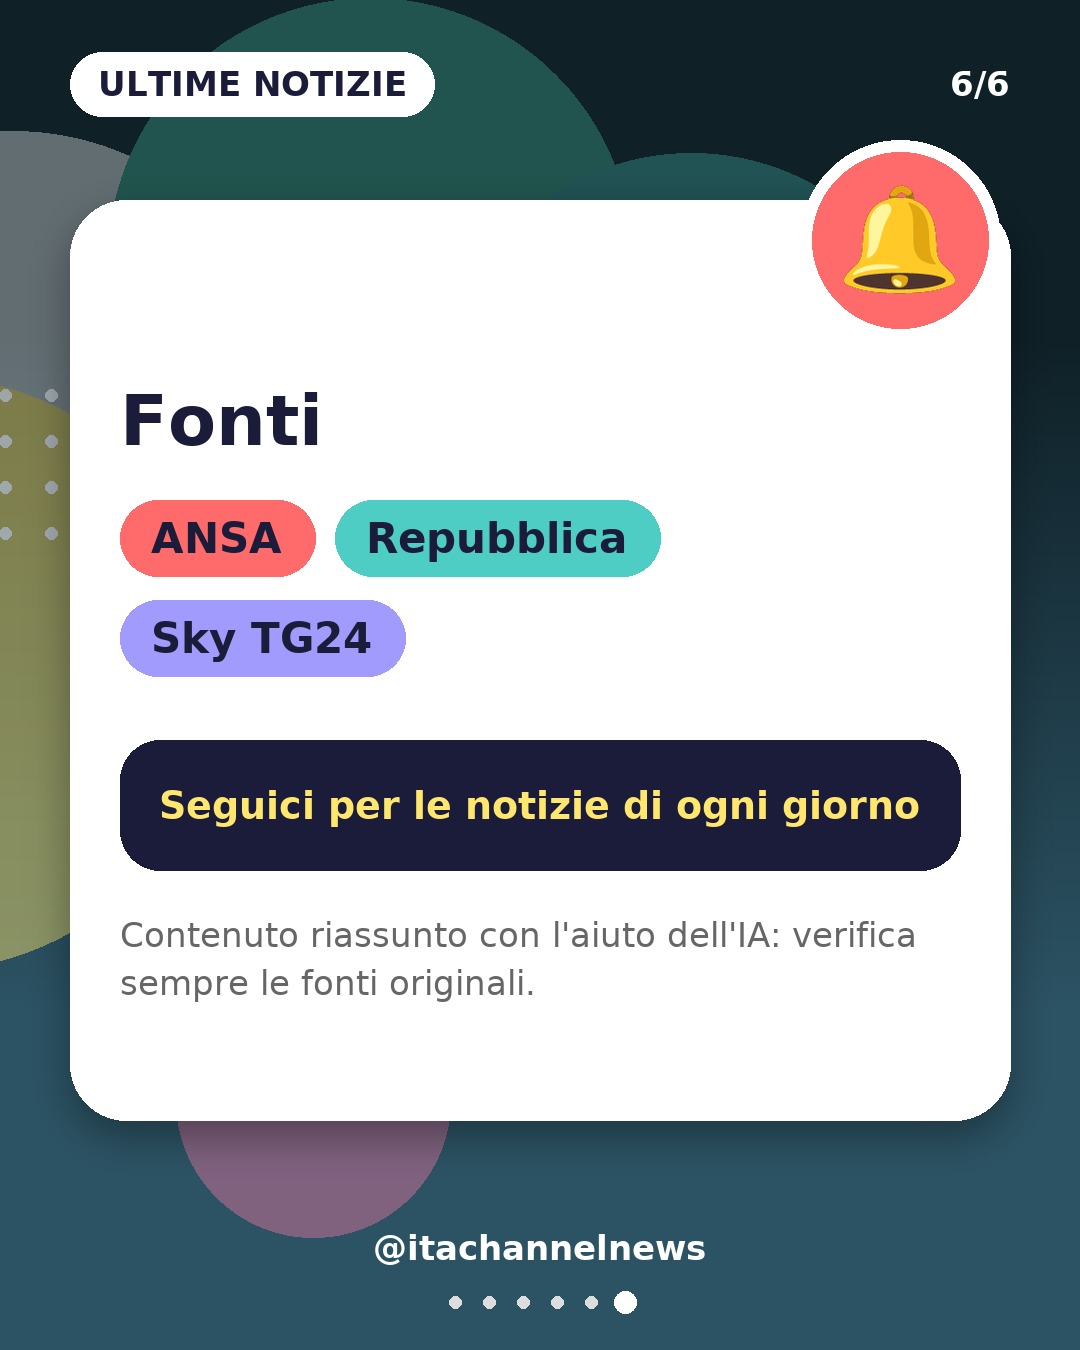 ULTIME NOTIZIE
6/6
Fonti
ANSA
Repubblica
Sky TG24
Seguici per le notizie di ogni giorno
Contenuto riassunto con l'aiuto dell'IA: verifica
sempre le fonti originali.
@itachannelnews